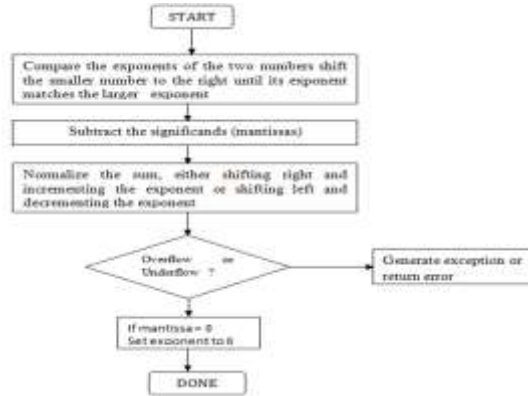 START
Compare the exponents of the two numbers shift
the smaller number to the right until its exponent
matches the larger exponent
Subtract the significands (mantissas)
Normalize the sum, either shifting right and
incrementing the exponent or shifting left and
decrementing the exponent
Overflow or
Underflow ?
Generate exception or
return error
If mantissa = 0
Set exponent to 0
DONE